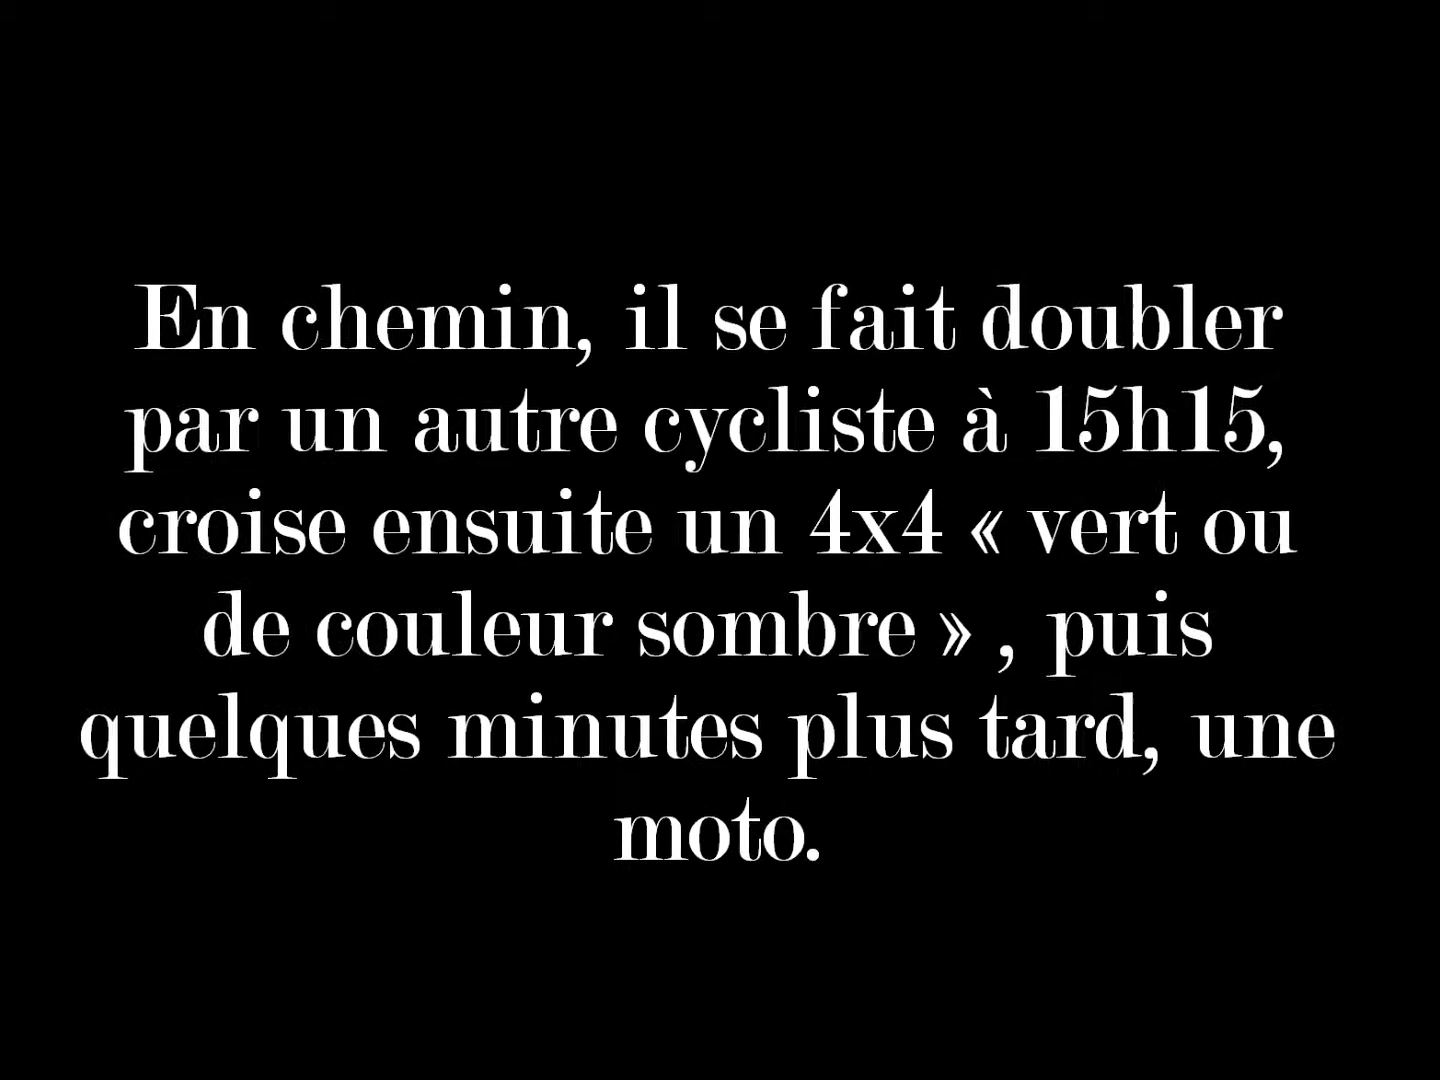 En chemin, il se fait doubler
par un autre cycliste à 15h15,
croise ensuite un 4x4 « vert ou
de couleur sombre » , puis
quelques minutes plus tard, une
moto.